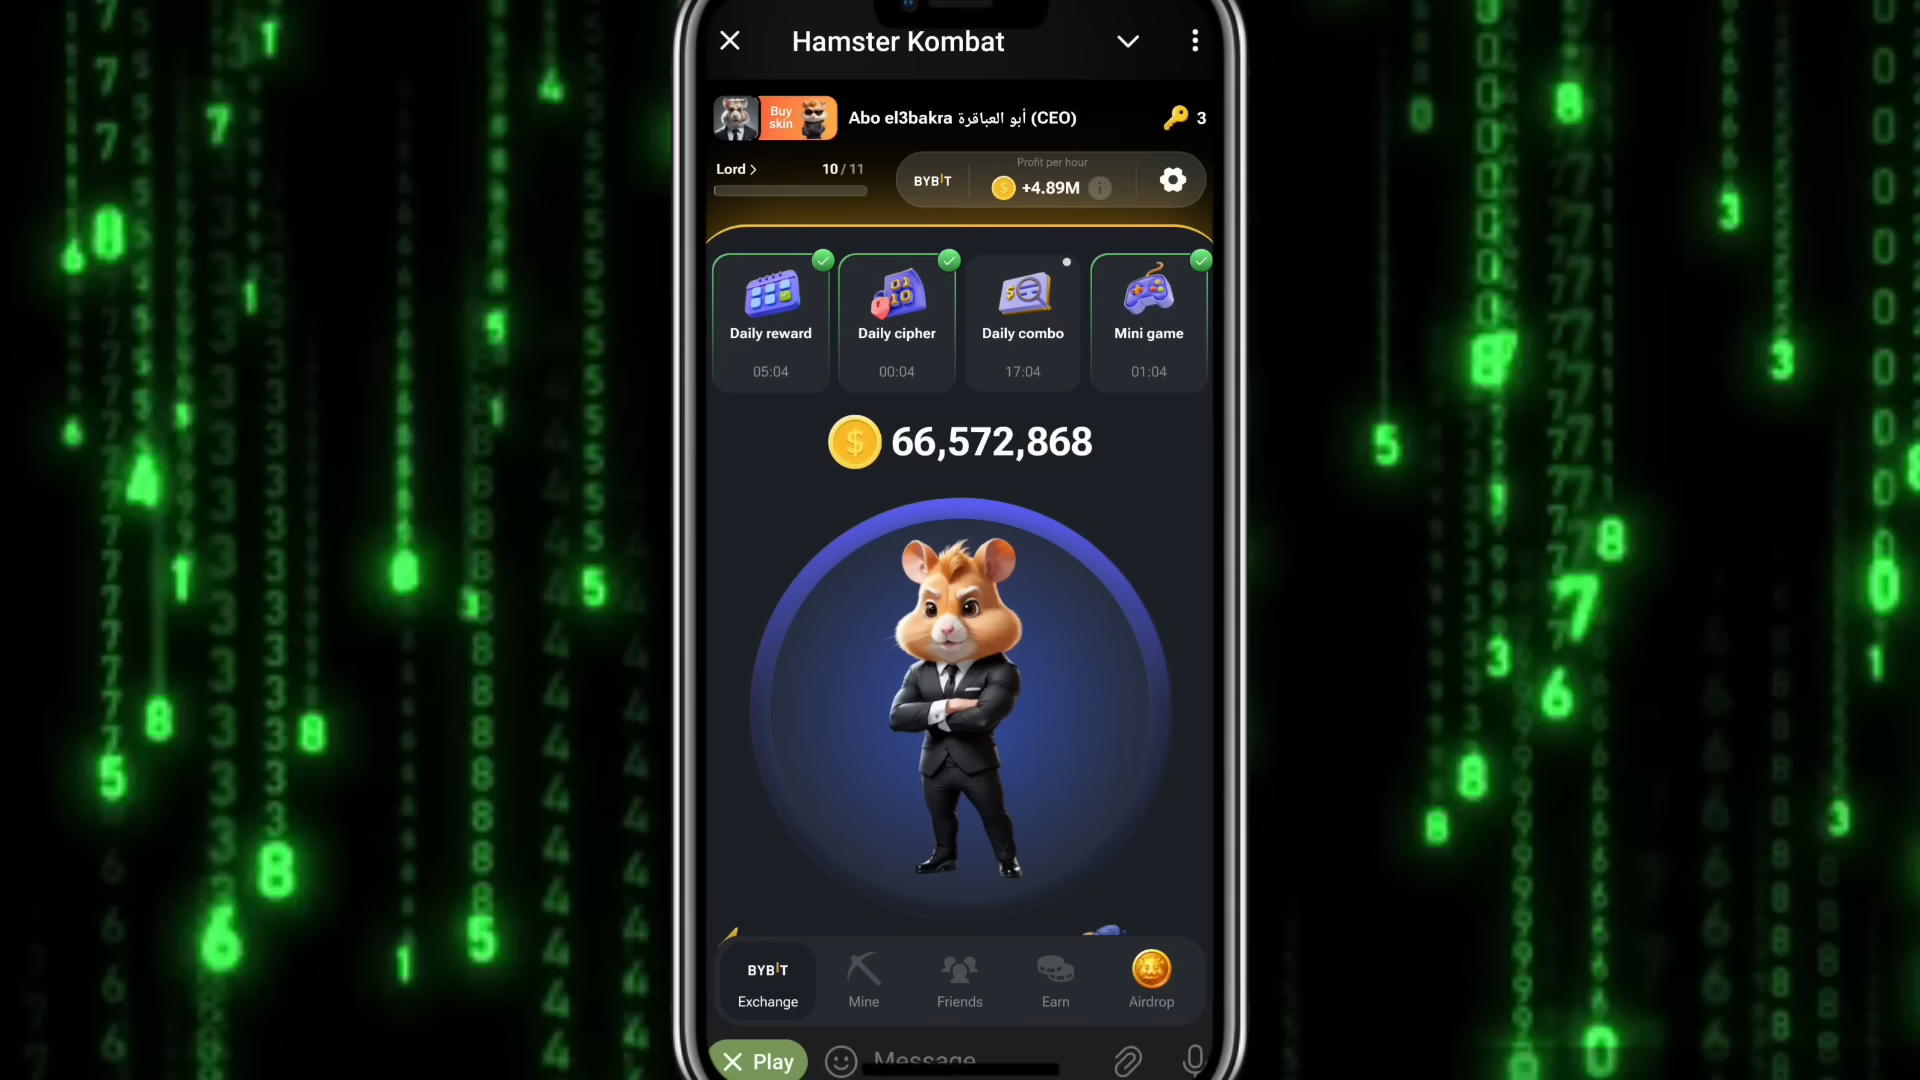 Hamster Kombat
Buy
skin
Abo el3bakra أبو العباقرة (CEO)
3
Lord >
10 / 11
BYBIT
Profit per hour
+4.89M
Daily reward
05:04
Daily cipher
00:04
Daily combo
17:04
Mini game
01:04
66,572,868
BYBIT
Exchange
Mine
Friends
Earn
Airdrop
Play
Message